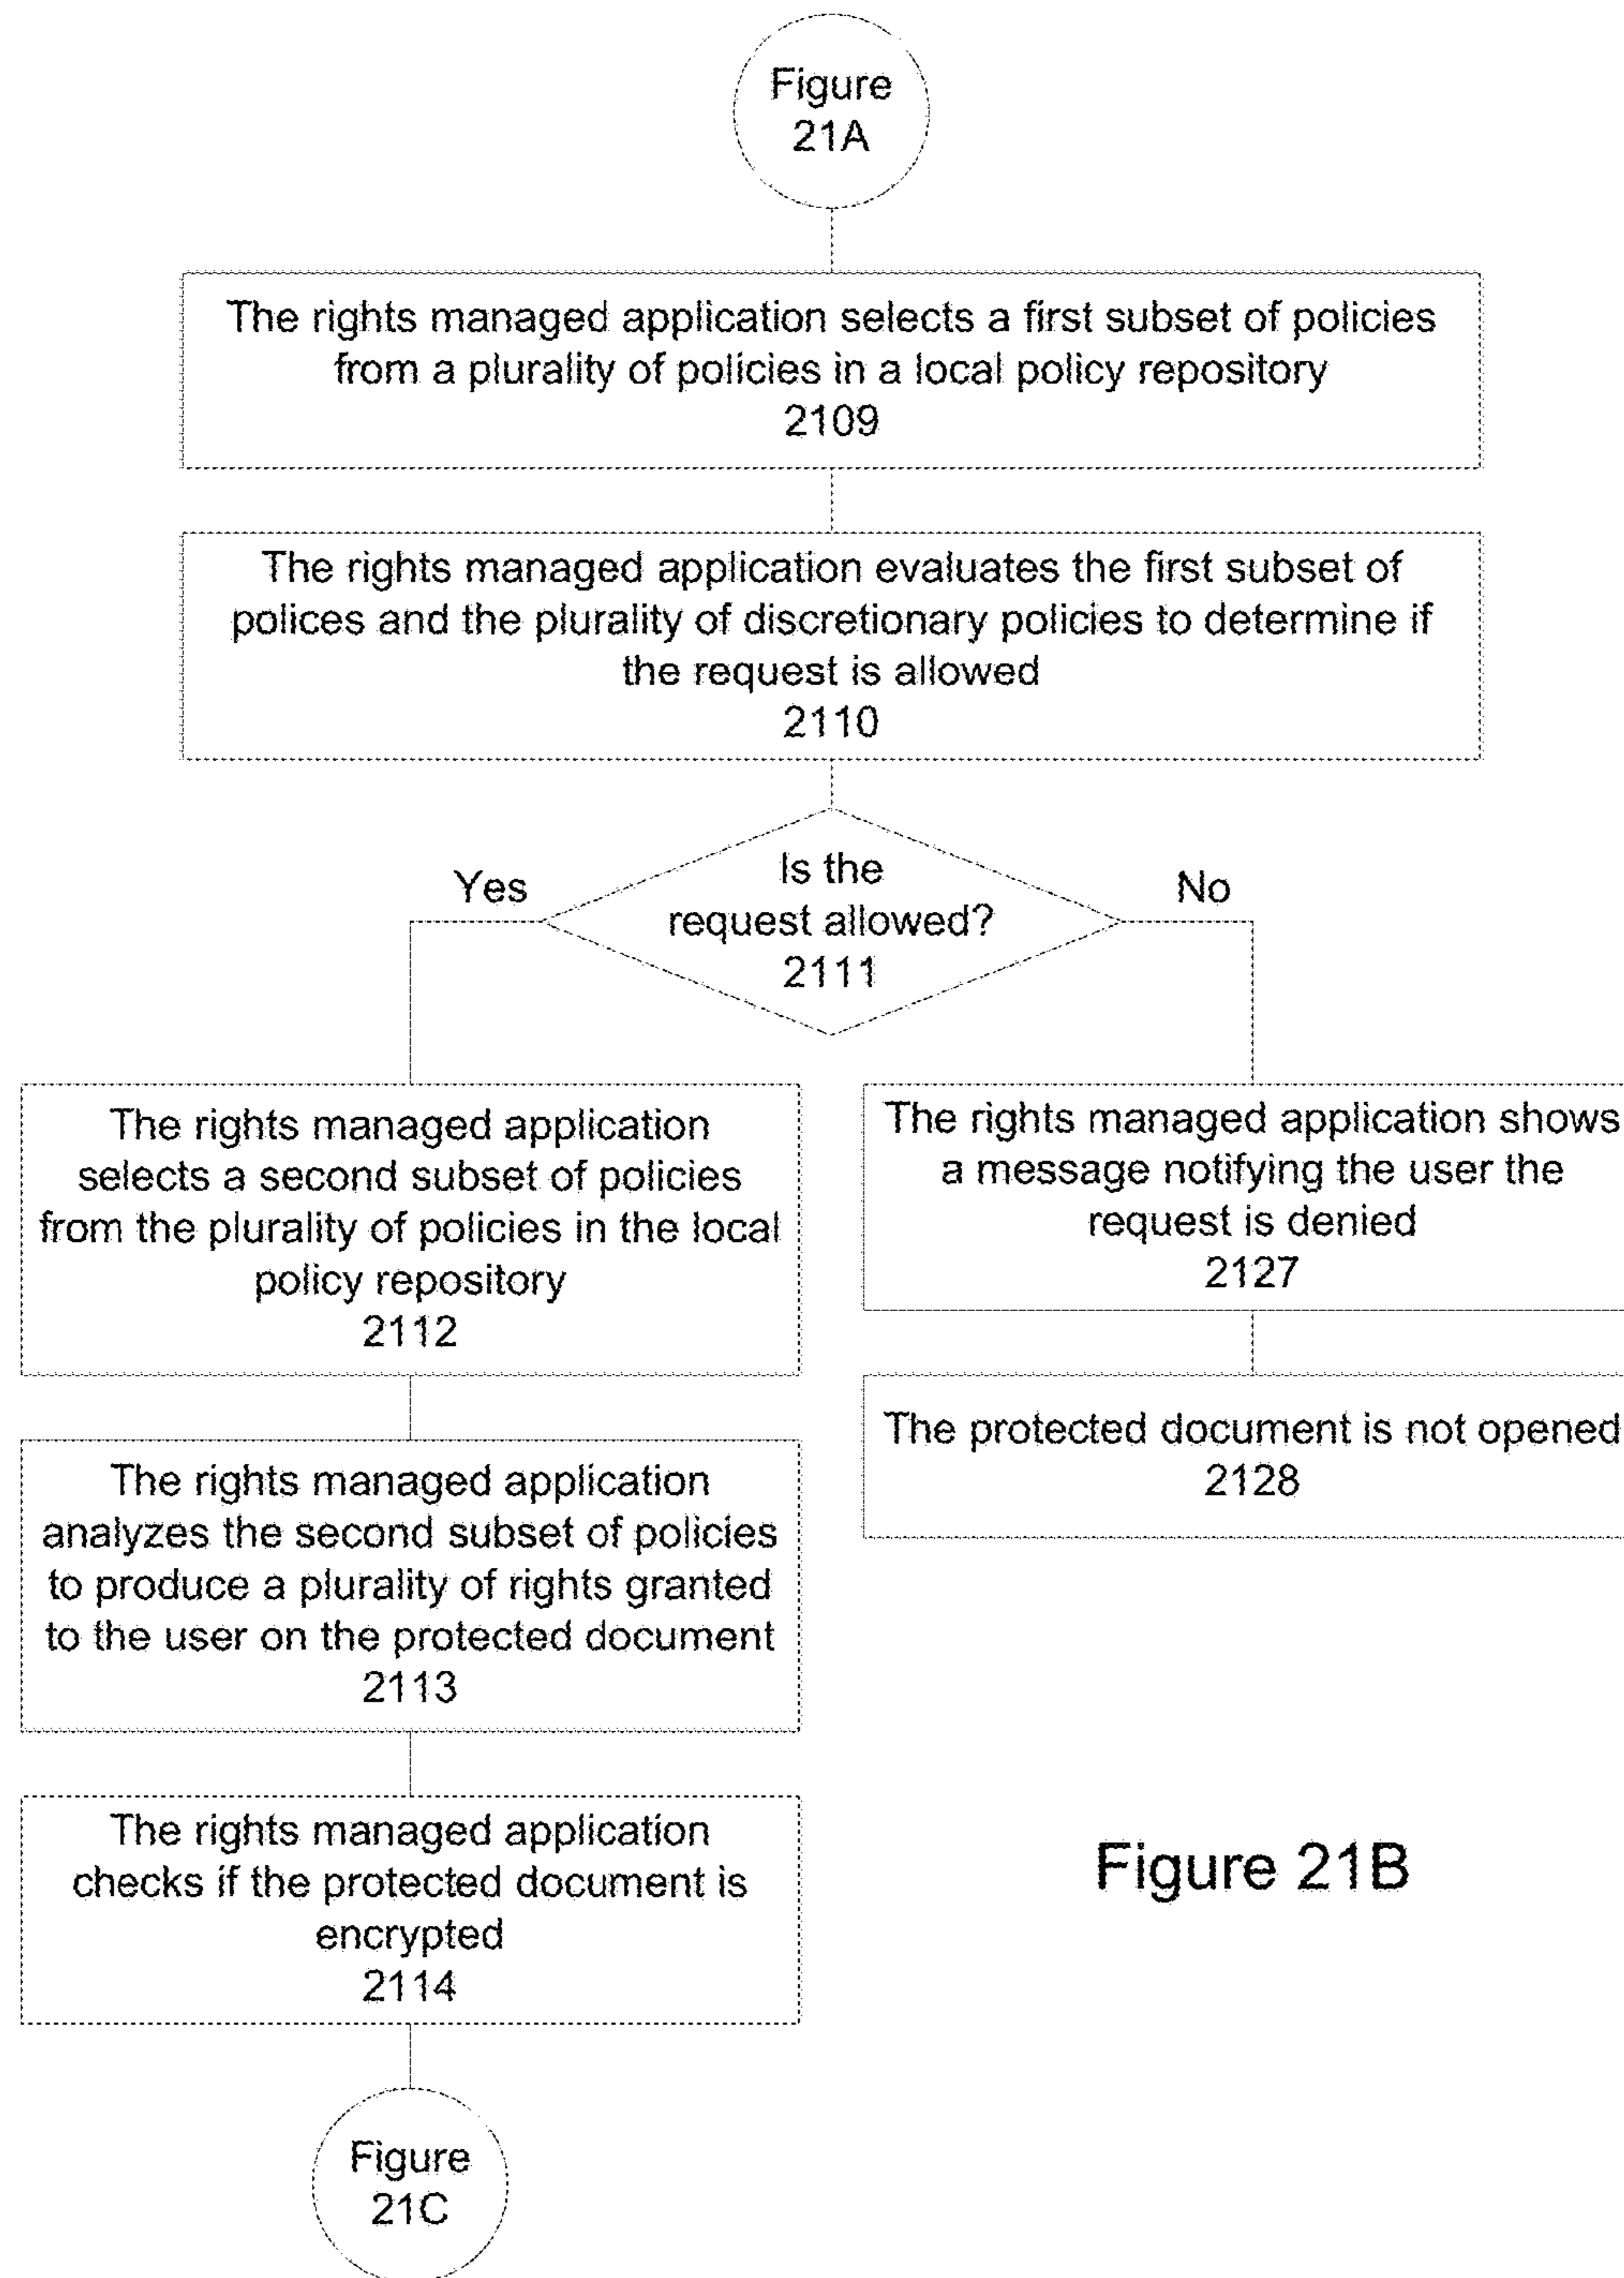 Figure
21A
The rights managed application selects a first subset of policies
from a plurality of policies in a local policy repository
2109
The rights managed application evaluates the first subset of
polices and the plurality of discretionary policies to determine if
the request is allowed
2110
Is the
request allowed?
2111
Yes
No
The rights managed application
selects a second subset of policies
from the plurality of policies in the local
policy repository
2112
The rights managed application shows
a message notifying the user the
request is denied
2127
The protected document is not opened
2128
The rights managed application
analyzes the second subset of policies
to produce a plurality of rights granted
to the user on the protected document
2113
The rights managed application
checks if the protected document is
encrypted
2114
Figure 21B
Figure
21C